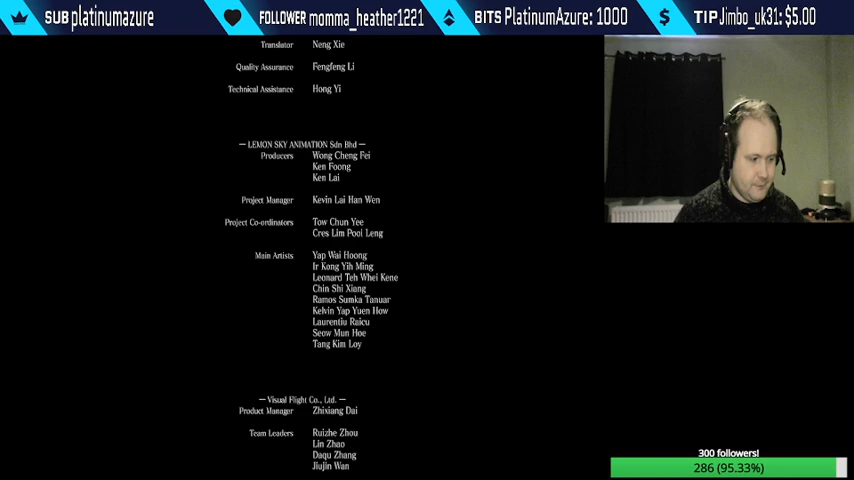 SUB platinumazure
FOLLOWER momma_heather1221
BITS PlatinumAzure: 1000
TIP Jimbo_uk31: $5.00
Translator Neng Xie
Quality Assurance Fengfeng Li
Technical Assistance Hong Yi
— LEMON SKY ANIMATION Sdn Bhd —
Producers Wong Cheng Fei
Ken Foong
Ken Lai
Project Manager Kevin Lai Han Wen
Project Co-ordinators Tow Chun Yee
Cres Lim Pooi Leng
Main Artists Yap Wai Hoong
Ir Kong Yih Ming
Leonard Teh Whei Kene
Chin Shi Xiang
Ramos Sumka Tanuar
Kelvin Yap Yuen How
Laurentiu Raicu
Seow Mun Hoe
Tang Kim Loy
— Visual Flight Co., Ltd. —
Product Manager Zhixiang Dai
Team Leaders Ruizhe Zhou
Lin Zhao
Daqu Zhang
Jiujin Wan
300 followers!
286 (95.33%)